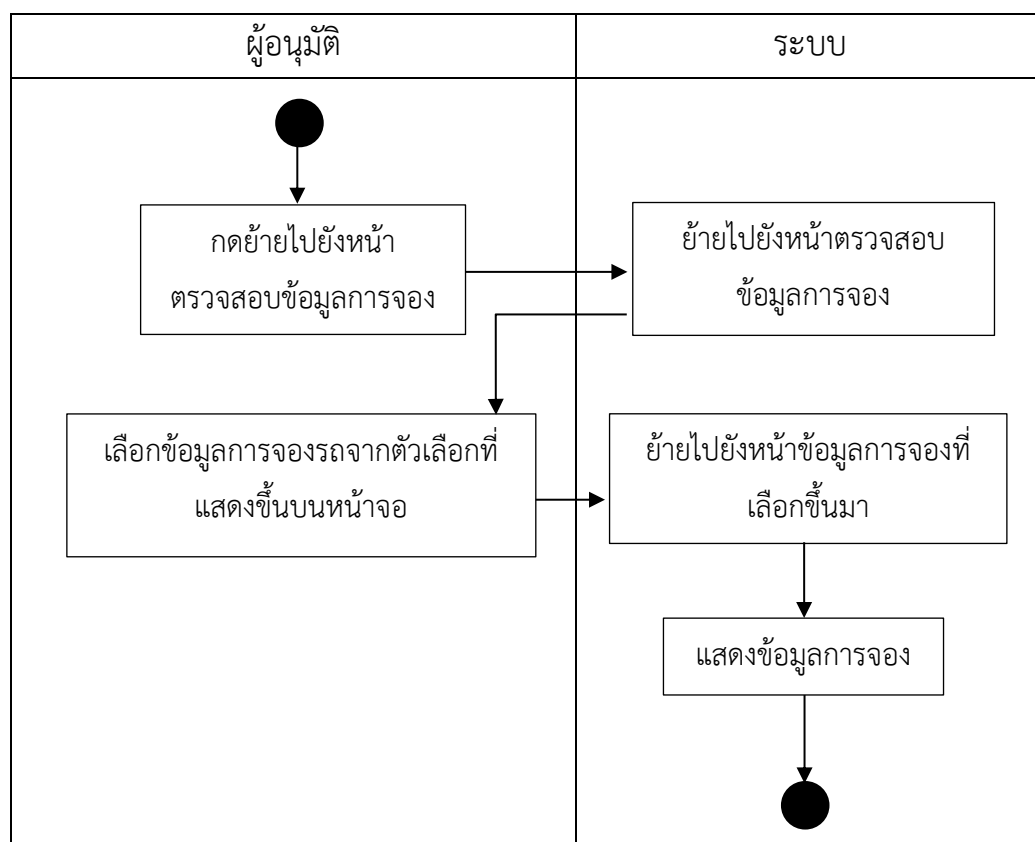 ผู้อนุมัติ
ระบบ
กดย้ายไปยังหน้า
ตรวจสอบข้อมูลการจอง
ย้ายไปยังหน้าตรวจสอบ
ข้อมูลการจอง
เลือกข้อมูลการจองรถจากตัวเลือกที่
แสดงขึ้นบนหน้าจอ
ย้ายไปยังหน้าข้อมูลการจองที่
เลือกขึ้นมา
แสดงข้อมูลการจอง